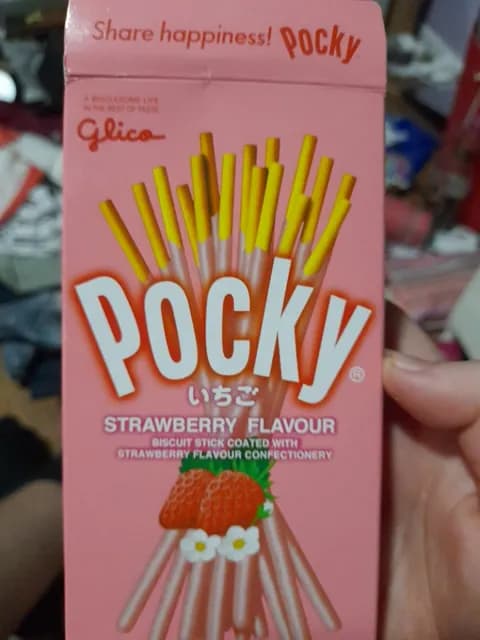 Share happiness! Pocky
Glico
Pocky®
いちご
STRAWBERRY FLAVOUR
BISCUIT STICK COATED WITH
STRAWBERRY FLAVOUR CONFECTIONERY